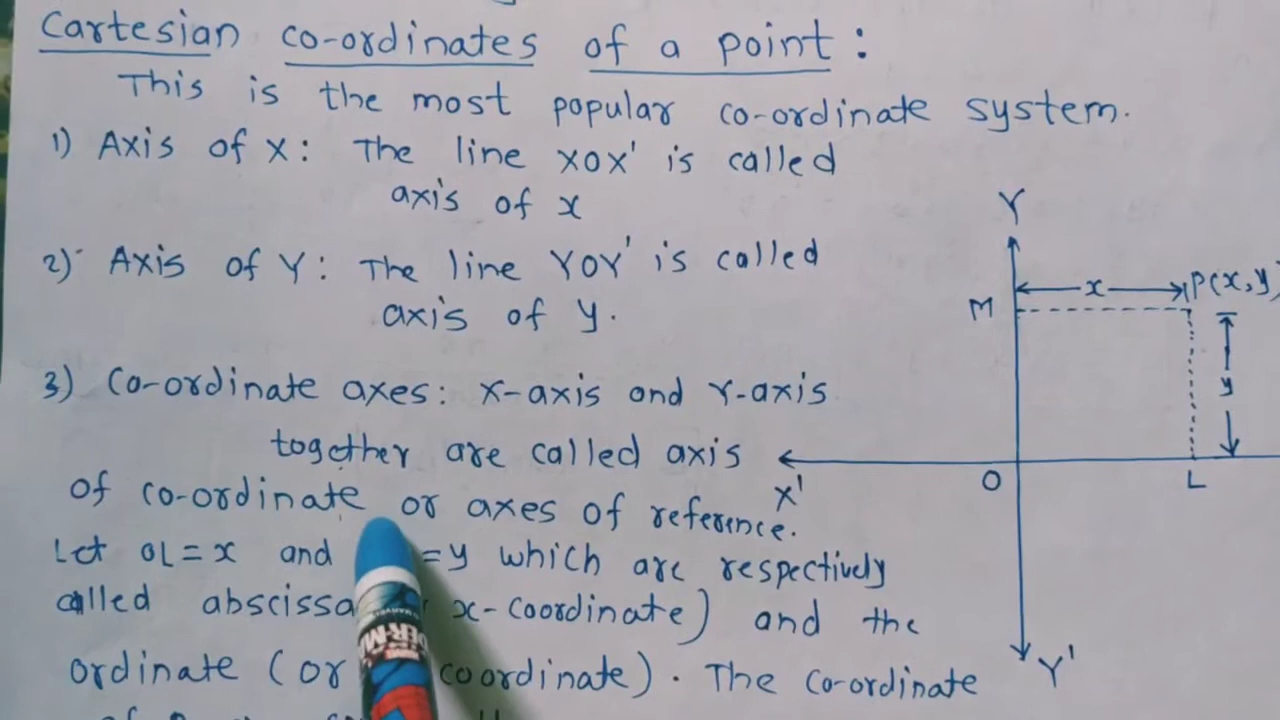 Cartesian co-ordinates of a point:
This is the most popular co-ordinate system.
1) Axis of X: The line XOX' is called
axis of x
2) Axis of Y: The line YOY' is called
axis of y.
3) Co-ordinate axes: X-axis and Y-axis
together are called axis
of co-ordinate or axes of reference.
Let OL=x and =y which are respectively
called abscissa x-coordinate) and the
ordinate (or coordinate). The co-ordinate
Y
x P(x,y)
M
y
X' O L
Y'